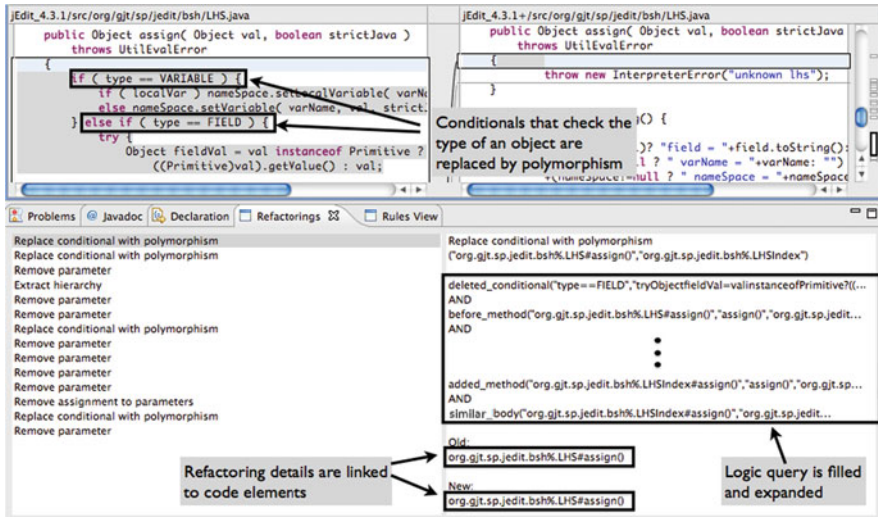 jEdit_4.3.1/src/org/gjt/sp/jedit/bsh/LHS.java
public Object assign( Object val, boolean strictJava )
throws UtilEvalError
{
if ( type == VARIABLE ) {
if ( localVar ) nameSpace.setLocalVariable( varN
else nameSpace.setVariable( varName, val, strict.
} else if ( type == FIELD ) {
try {
Object fieldVal = val instanceof Primitive ?
((Primitive)val).getValue() : val;
jEdit_4.3.1+/src/org/gjt/sp/jedit/bsh/LHS.java
public Object assign( Object val, boolean strictJava
throws UtilEvalError
{
throw new InterpreterError("unknown lhs");
}
() {
)? "field = "+field.toString():
? " varName = "+varName: "")
+(nameSpace!=null ? " nameSpace = "+nameSpace
Conditionals that check the
type of an object are
replaced by polymorphism
Problems @ Javadoc Declaration Refactorings Rules View
Replace conditional with polymorphism
Replace conditional with polymorphism
Remove parameter
Extract hierarchy
Remove parameter
Remove parameter
Replace conditional with polymorphism
Remove parameter
Remove parameter
Remove parameter
Remove parameter
Remove assignment to parameters
Replace conditional with polymorphism
Remove parameter
Replace conditional with polymorphism
("org.gjt.sp.jedit.bsh%.LHS#assign()","org.gjt.sp.jedit.bsh%.LHSIndex")
deleted_conditional("type==FIELD","tryObjectfieldVal=valinstanceofPrimitive?((...
AND
before_method("org.gjt.sp.jedit.bsh%.LHS#assign()","assign()","org.gjt.sp.jedit...
AND
added_method("org.gjt.sp.jedit.bsh%.LHSIndex#assign()","assign()","org.gjt.sp...
AND
similar_body("org.gjt.sp.jedit.bsh%.LHSIndex#assign()","org.gjt.sp.jedit...
Old:
org.gjt.sp.jedit.bsh%.LHS#assign()
New:
org.gjt.sp.jedit.bsh%.LHS#assign()
Refactoring details are linked
to code elements
Logic query is filled
and expanded